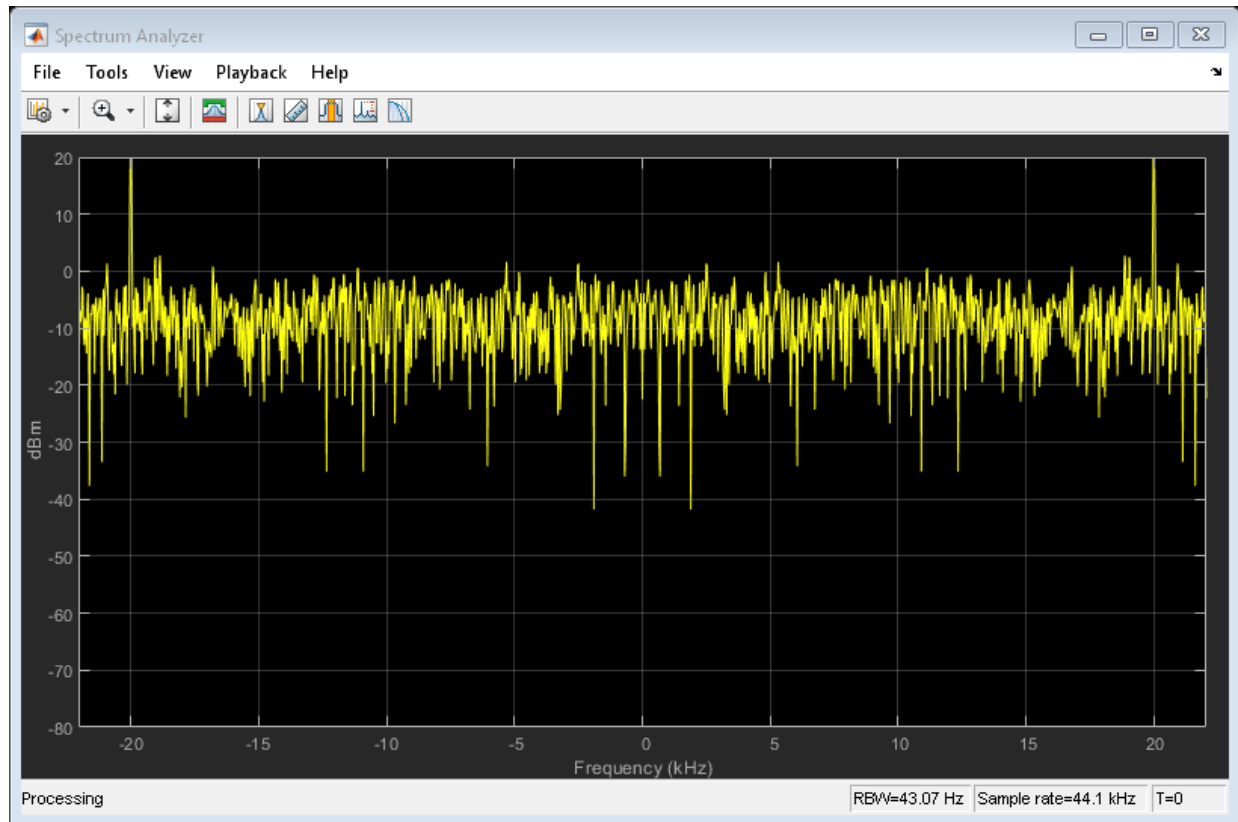 Spectrum Analyzer
File Tools View Playback Help
20
10
0
-10
-20
-30
-40
-50
-60
-70
-80
dBm
-20 -15 -10 -5 0 5 10 15 20
Frequency (kHz)
Processing RBW=43.07 Hz Sample rate=44.1 kHz T=0